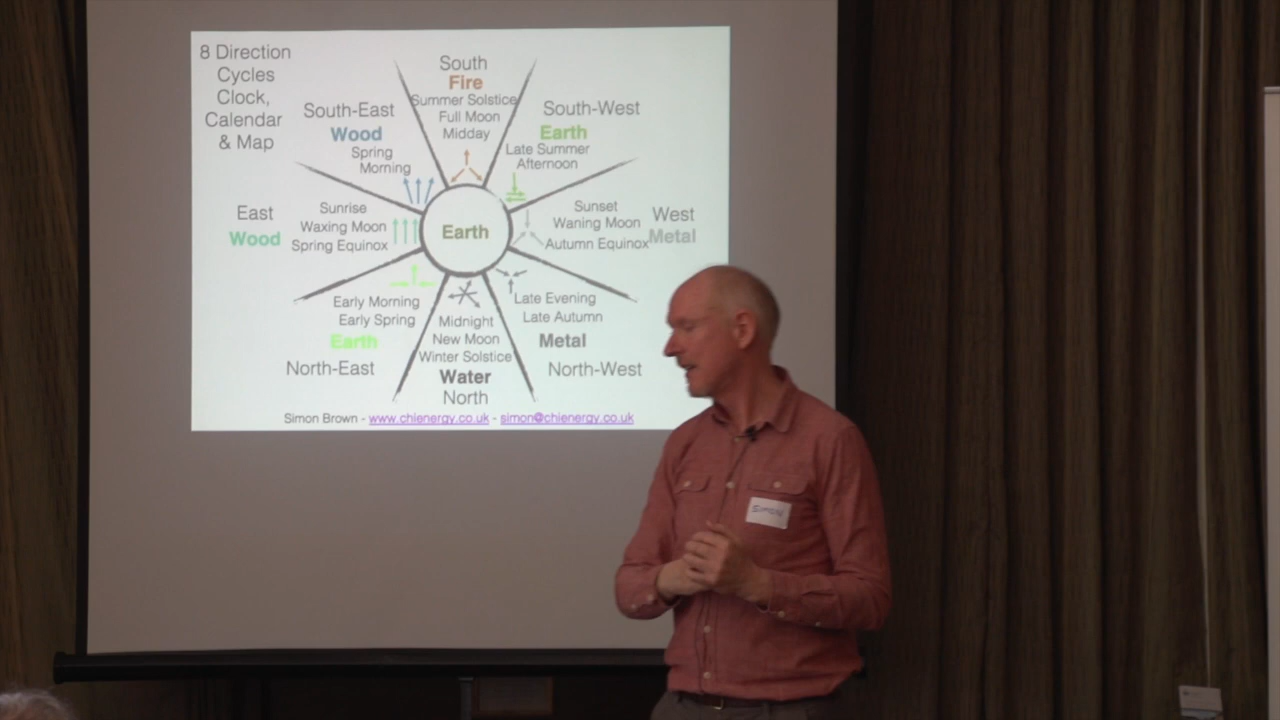 8 Direction
Cycles
Clock,
Calendar
& Map
South
Fire
Summer Solstice
Full Moon
Midday
South-East
Wood
Spring
Morning
South-West
Earth
Late Summer
Afternoon
East
Wood
Sunrise
Waxing Moon
Spring Equinox
Earth
Sunset
Waning Moon
Autumn Equinox
West
Metal
Early Morning
Early Spring
Earth
North-East
Midnight
New Moon
Winter Solstice
Water
North
Late Evening
Late Autumn
Metal
North-West
Simon Brown - www.chienergy.co.uk - simon@chienergy.co.uk
SIMON